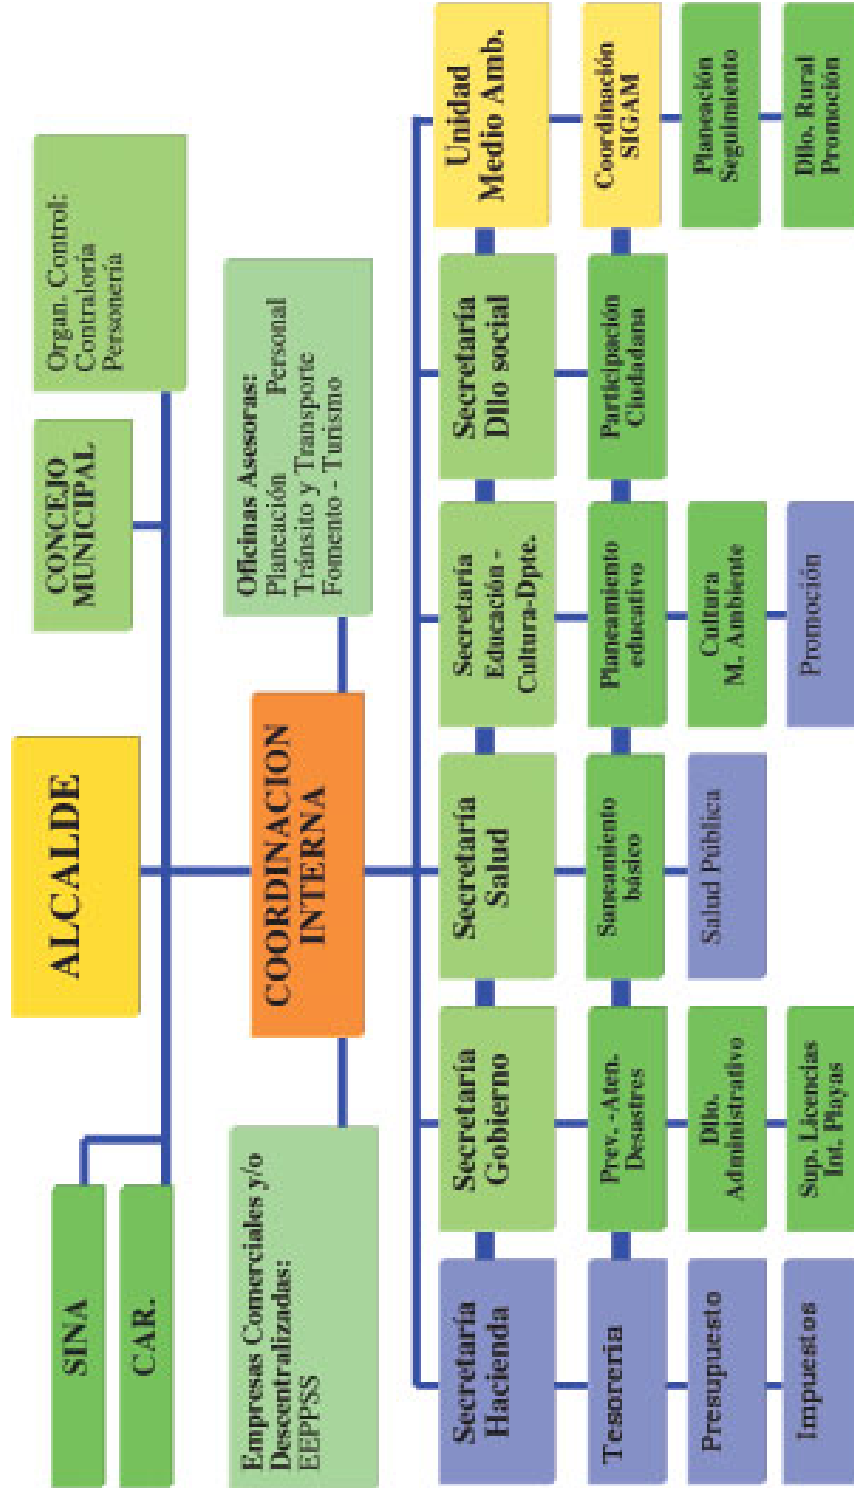 ALCALDE
SINA
CAR.
CONCEJO
MUNICIPAL
Organ. Control:
Contraloría
Personería
COORDINACION
INTERNA
Empresas Comerciales y/o
Descentralizadas:
EEPPSS
Oficinas Asesoras:
Planeación Personal
Tránsito y Transporte
Fomento - Turismo
Secretaría
Hacienda
Tesoreria
Presupuesto
Impuestos
Secretaría
Gobierno
Prev. -Aten.
Desastres
Dllo.
Administrativo
Sup. Licencias
Int. Playas
Secretaría
Salud
Saneamiento
básico
Salud Pública
Secretaría
Educación -
Cultura-Dpte.
Planeamiento
educativo
Cultura
M. Ambiente
Promoción
Secretaría
Dllo social
Participación
Ciudadana
Unidad
Medio Amb.
Coordinación
SIGAM
Planeación
Seguimiento
Dllo. Rural
Promoción